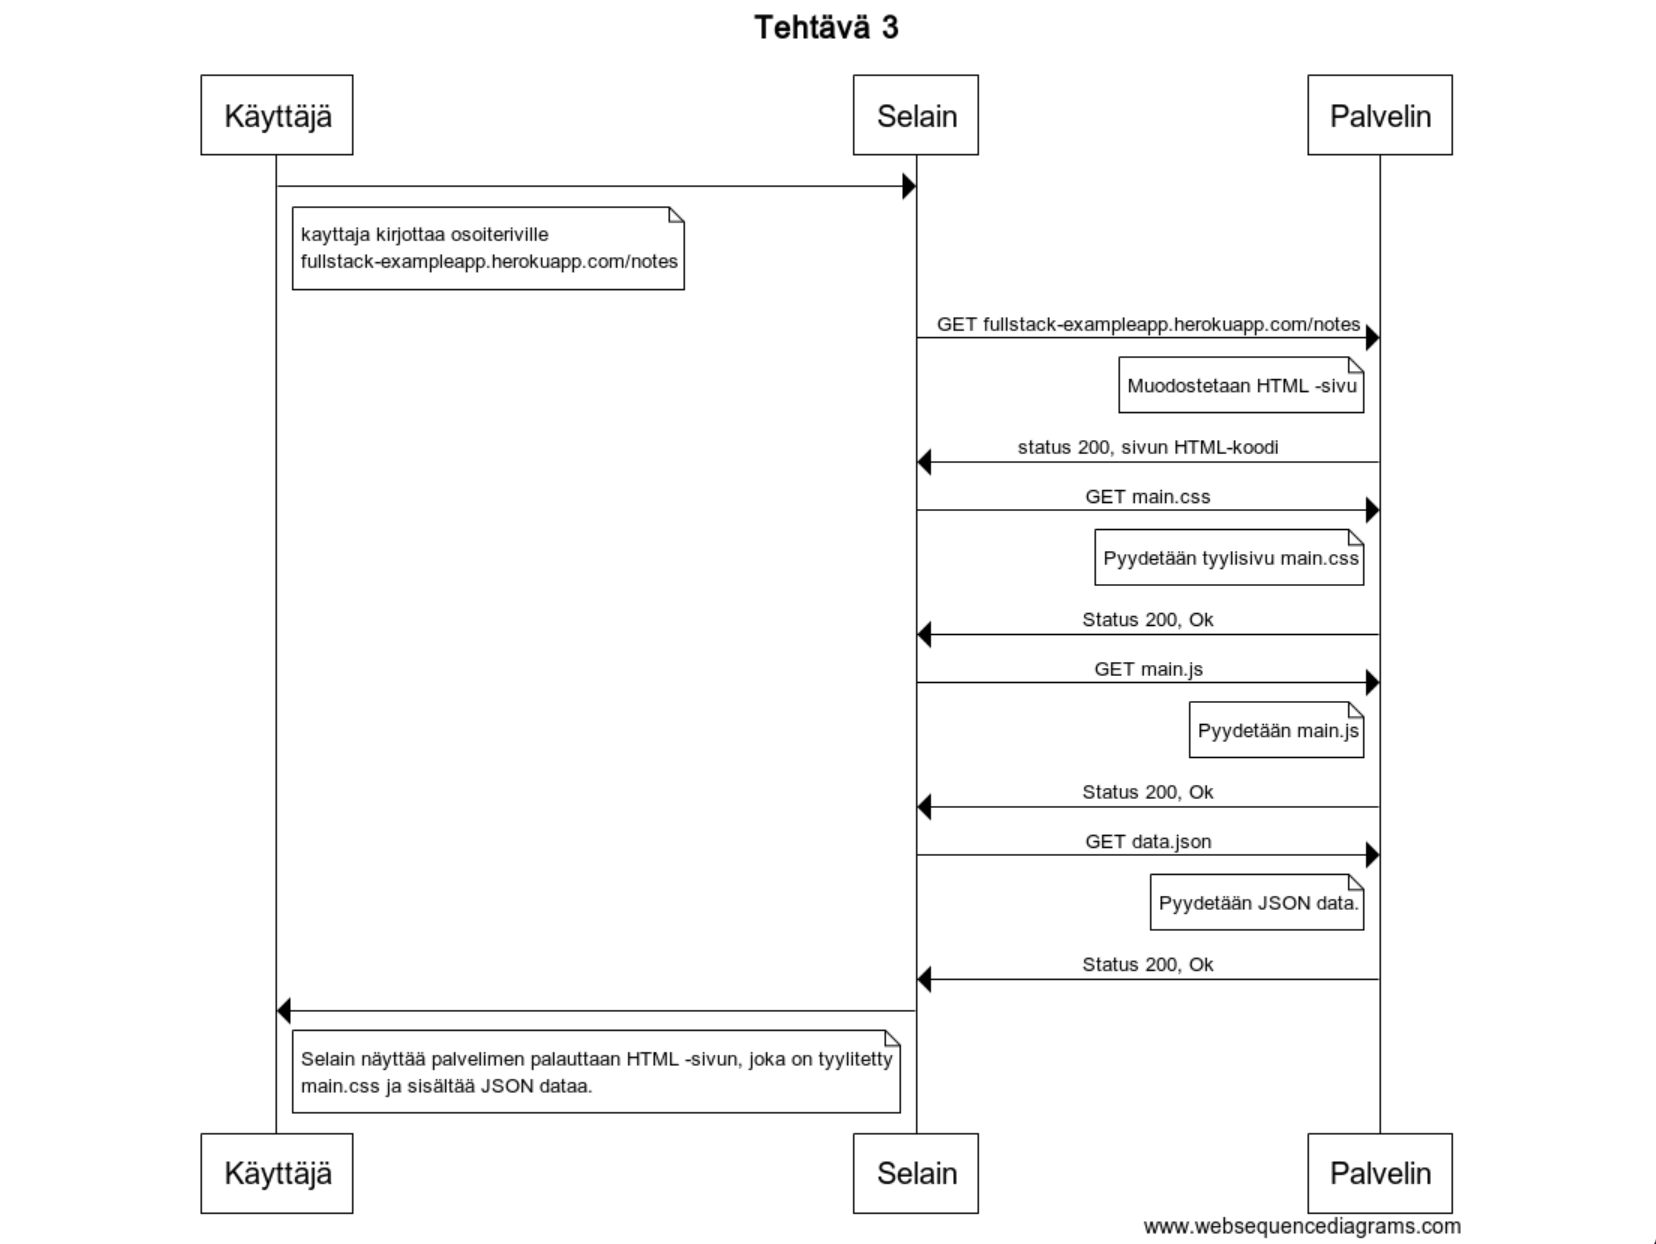 Tehtävä 3
Käyttäjä
Selain
Palvelin
kayttaja kirjottaa osoiteriville
fullstack-exampleapp.herokuapp.com/notes
GET fullstack-exampleapp.herokuapp.com/notes
Muodostetaan HTML -sivu
status 200, sivun HTML-koodi
GET main.css
Pyydetään tyylisivu main.css
Status 200, Ok
GET main.js
Pyydetään main.js
Status 200, Ok
GET data.json
Pyydetään JSON data.
Status 200, Ok
Selain näyttää palvelimen palauttaan HTML -sivun, joka on tyylitetty
main.css ja sisältää JSON dataa.
Käyttäjä
Selain
Palvelin
www.websequencediagrams.com